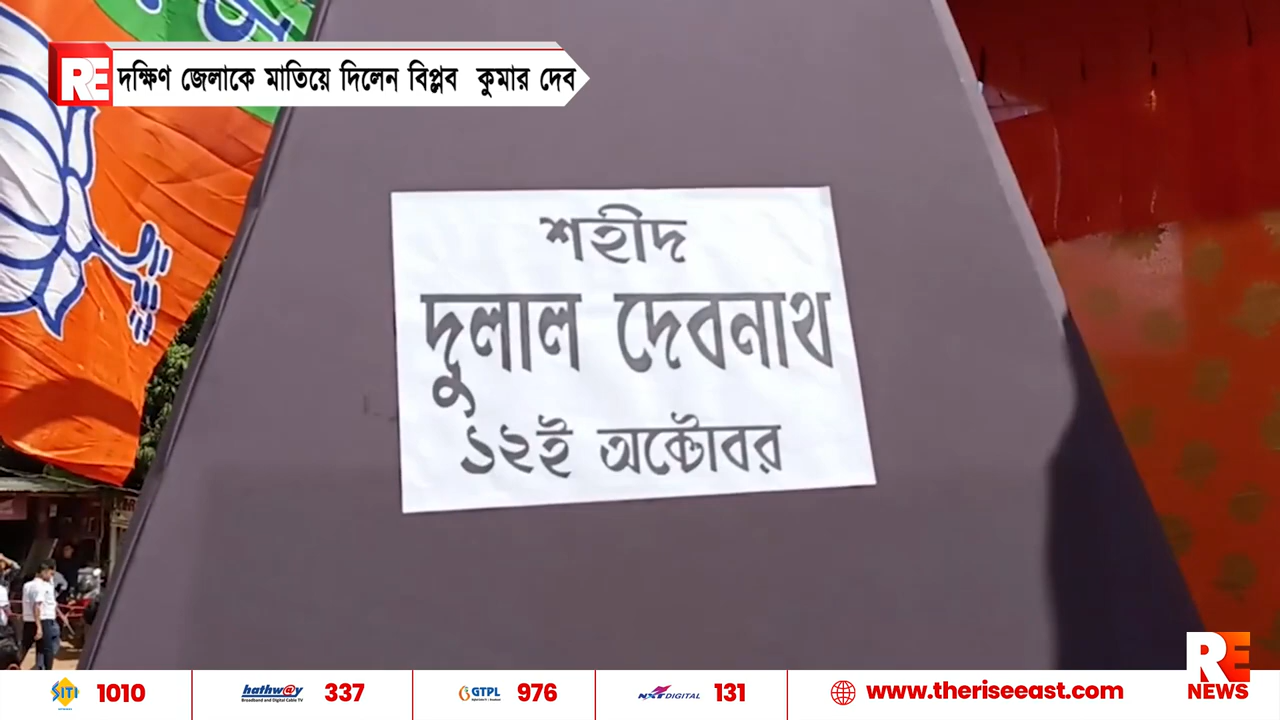 RE দক্ষিণ জেলাকে মাতিয়ে দিলেন বিপ্লব কুমার দেব
শহীদ
দুলাল দেবনাথ
১২ই অক্টোবর
RE
NEWS
SITI 1010
hathw@y 337
Broadband and Digital Cable TV
GTPL 976
NXT DIGITAL 131
www.theriseeast.com